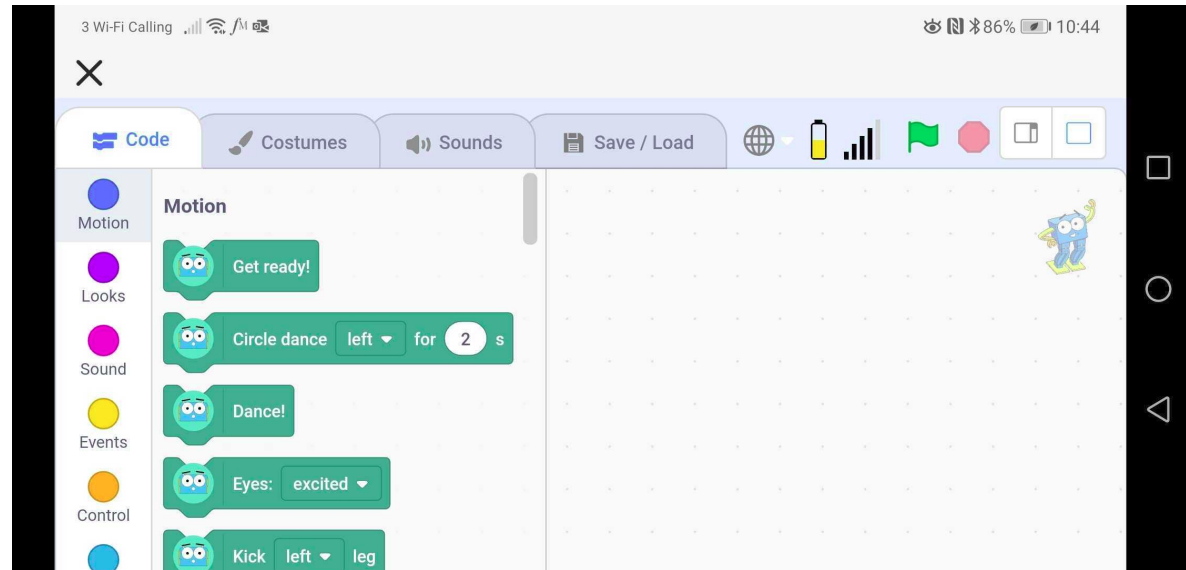 3 Wi-Fi Calling 86% 10:44
Code Costumes Sounds Save / Load
Motion
Looks
Sound
Events
Control
Motion
Get ready!
Circle dance left for 2 s
Dance!
Eyes: excited
Kick left leg